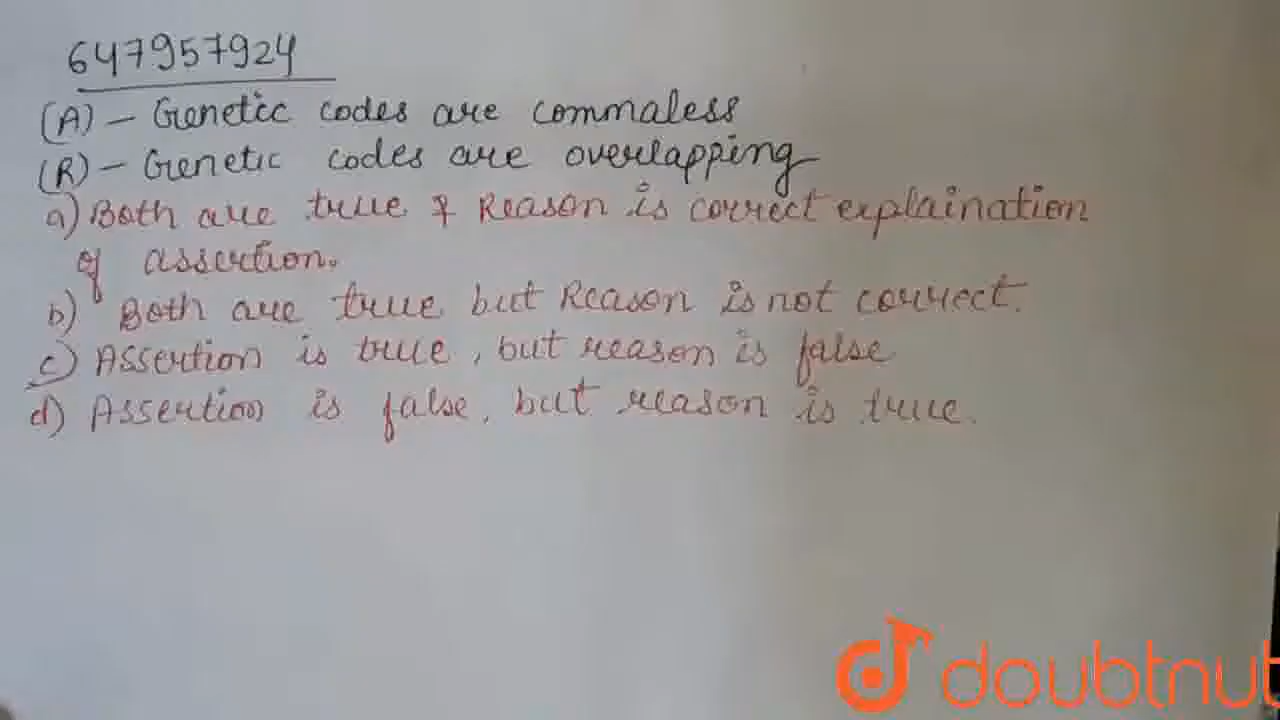 647957924
(A) - Genetic codes are commaless
(R) - Genetic codes are overlapping
a) Both are true & Reason is correct explaination
of assertion.
b) Both are true but Reason is not correct.
c) Assertion is true, but reason is false
d) Assertion is false, but reason is true.
doubtnut